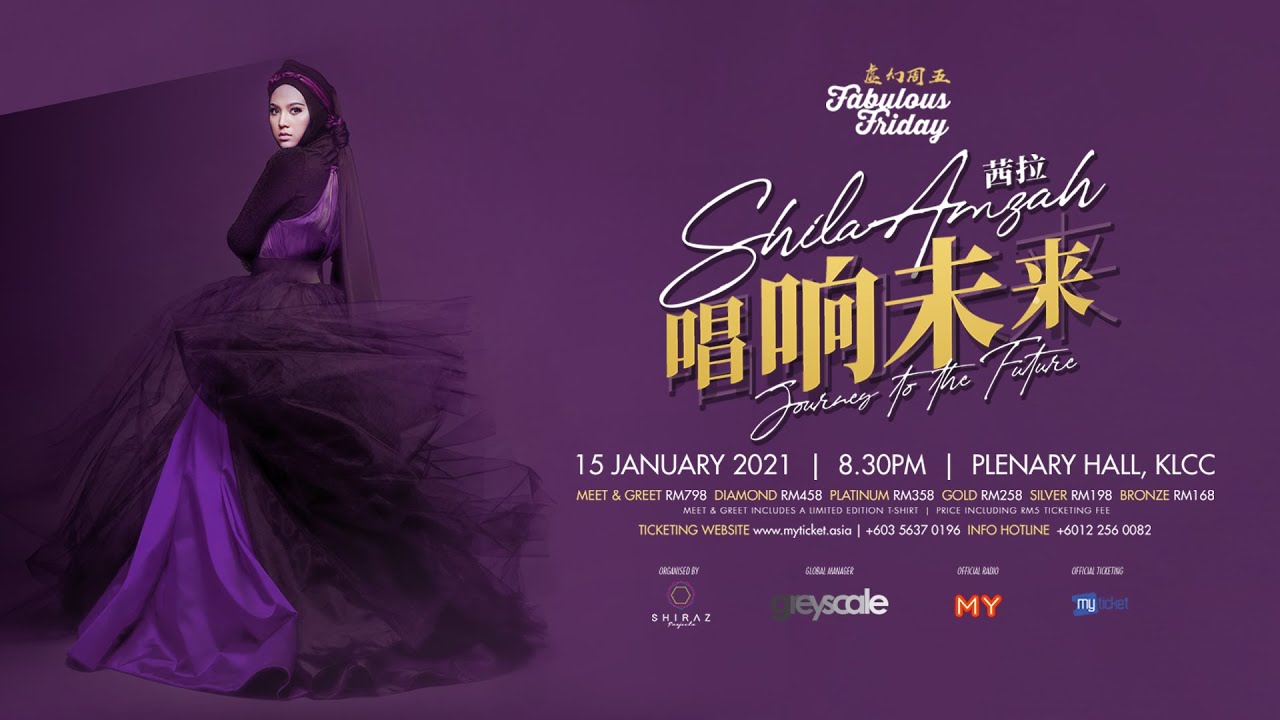 虚幻周五
Fabulous
Friday
茜拉
Shila Amzah
唱响未来
Journey to the Future
15 JANUARY 2021 | 8.30PM | PLENARY HALL, KLCC
MEET & GREET RM798 DIAMOND RM458 PLATINUM RM358 GOLD RM258 SILVER RM198 BRONZE RM168
MEET & GREET INCLUDES A LIMITED EDITION T-SHIRT | PRICE INCLUDING RM5 TICKETING FEE
TICKETING WEBSITE www.myticket.asia | +603 5637 0196 INFO HOTLINE +6012 256 0082
ORGANISED BY GLOBAL MANAGER OFFICIAL RADIO OFFICIAL TICKETING
SHIRAZ greyscale MY myticket
Projects